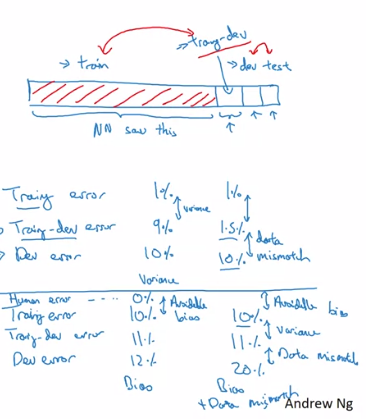 → train
→ traing-dev
→ dev test
NN saw this
Traing error 1% 1%
↕ variance
Traing-dev error 9% 1.5%
↕ data mismatch
Dev error 10% 10%
Variance
Human error ---- 0% ↕ Avoidable bias ↕ Avoidable bias
Traing error 10% 10%
↕ variance
Traing-dev error 11% 11%
↕ Data mismatch
Dev error 12% 20%
Bias Bias
+ Data mismatch
Andrew Ng